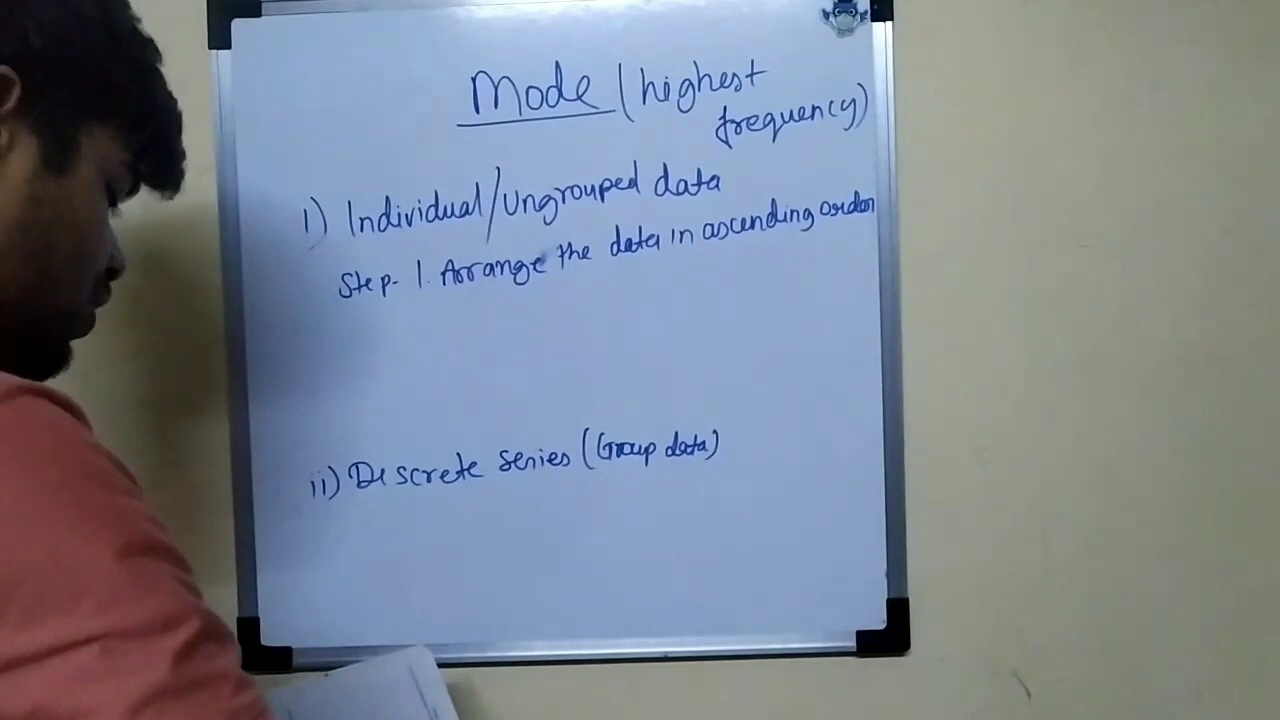 Mode (highest
frequency)
i) Individual/Ungrouped data
Step- 1. Arrange the data in ascending order
ii) Discrete series (Group data)